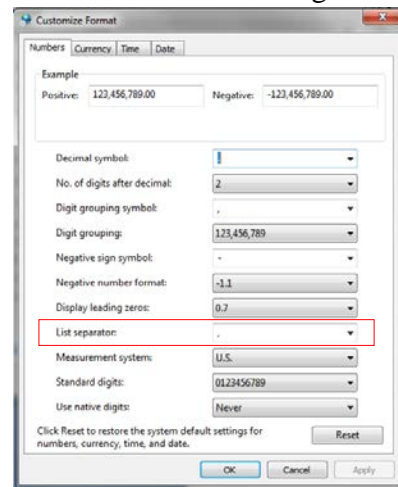 Customize Format
Numbers Currency Time Date
Example
Positive: 123,456,789.00 Negative: -123,456,789.00
Decimal symbol: .
No. of digits after decimal: 2
Digit grouping symbol: ,
Digit grouping: 123,456,789
Negative sign symbol: -
Negative number format: -1.1
Display leading zeros: 0.7
List separator: ,
Measurement system: U.S.
Standard digits: 0123456789
Use native digits: Never
Click Reset to restore the system default settings for
numbers, currency, time, and date.
Reset
OK Cancel Apply